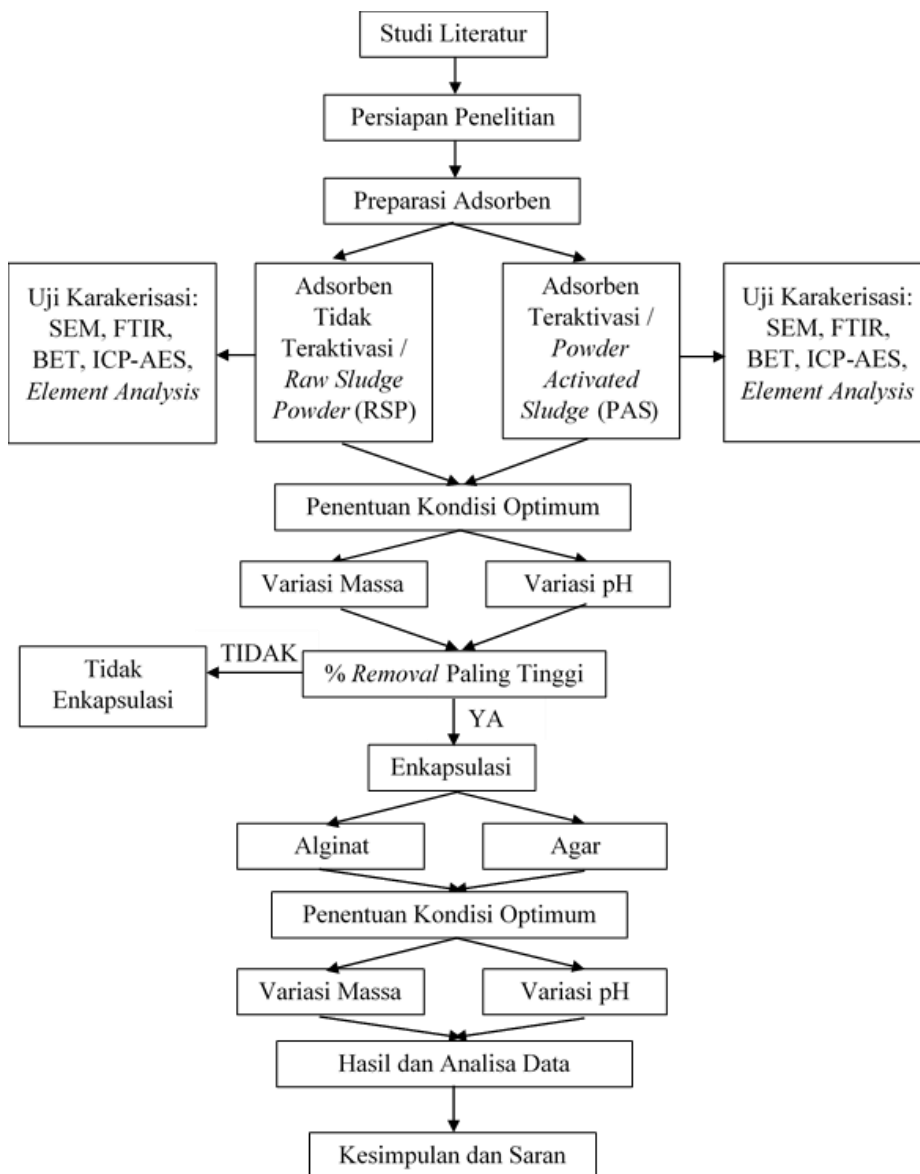 Studi Literatur
Persiapan Penelitian
Preparasi Adsorben
Uji Karakerisasi:
SEM, FTIR,
BET, ICP-AES,
Element Analysis
Adsorben
Tidak
Teraktivasi /
Raw Sludge
Powder (RSP)
Adsorben
Teraktivasi /
Powder
Activated
Sludge (PAS)
Uji Karakerisasi:
SEM, FTIR,
BET, ICP-AES,
Element Analysis
Penentuan Kondisi Optimum
Variasi Massa
Variasi pH
Tidak
Enkapsulasi
TIDAK
% Removal Paling Tinggi
YA
Enkapsulasi
Alginat
Agar
Penentuan Kondisi Optimum
Variasi Massa
Variasi pH
Hasil dan Analisa Data
Kesimpulan dan Saran